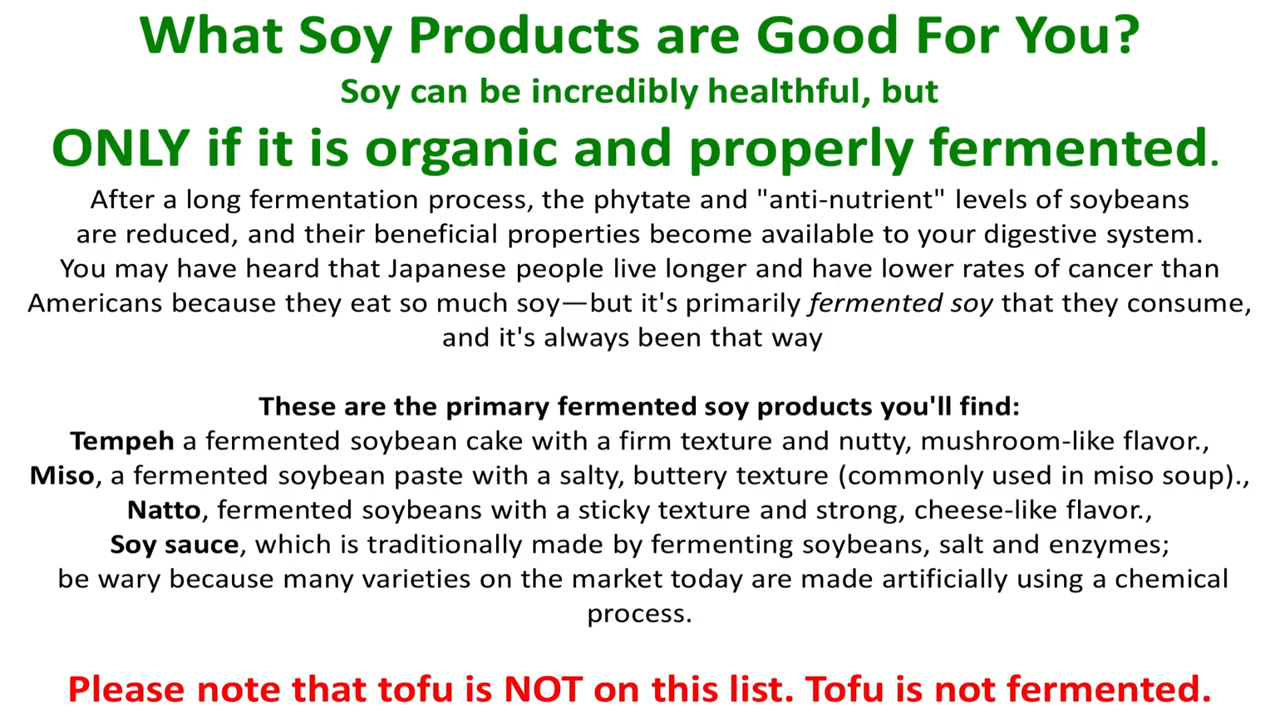 What Soy Products are Good For You?
Soy can be incredibly healthful, but
ONLY if it is organic and properly fermented.
After a long fermentation process, the phytate and "anti-nutrient" levels of soybeans
are reduced, and their beneficial properties become available to your digestive system.
You may have heard that Japanese people live longer and have lower rates of cancer than
Americans because they eat so much soy—but it's primarily fermented soy that they consume,
and it's always been that way
These are the primary fermented soy products you'll find:
Tempeh a fermented soybean cake with a firm texture and nutty, mushroom-like flavor.,
Miso, a fermented soybean paste with a salty, buttery texture (commonly used in miso soup).,
Natto, fermented soybeans with a sticky texture and strong, cheese-like flavor.,
Soy sauce, which is traditionally made by fermenting soybeans, salt and enzymes;
be wary because many varieties on the market today are made artificially using a chemical
process.
Please note that tofu is NOT on this list. Tofu is not fermented.